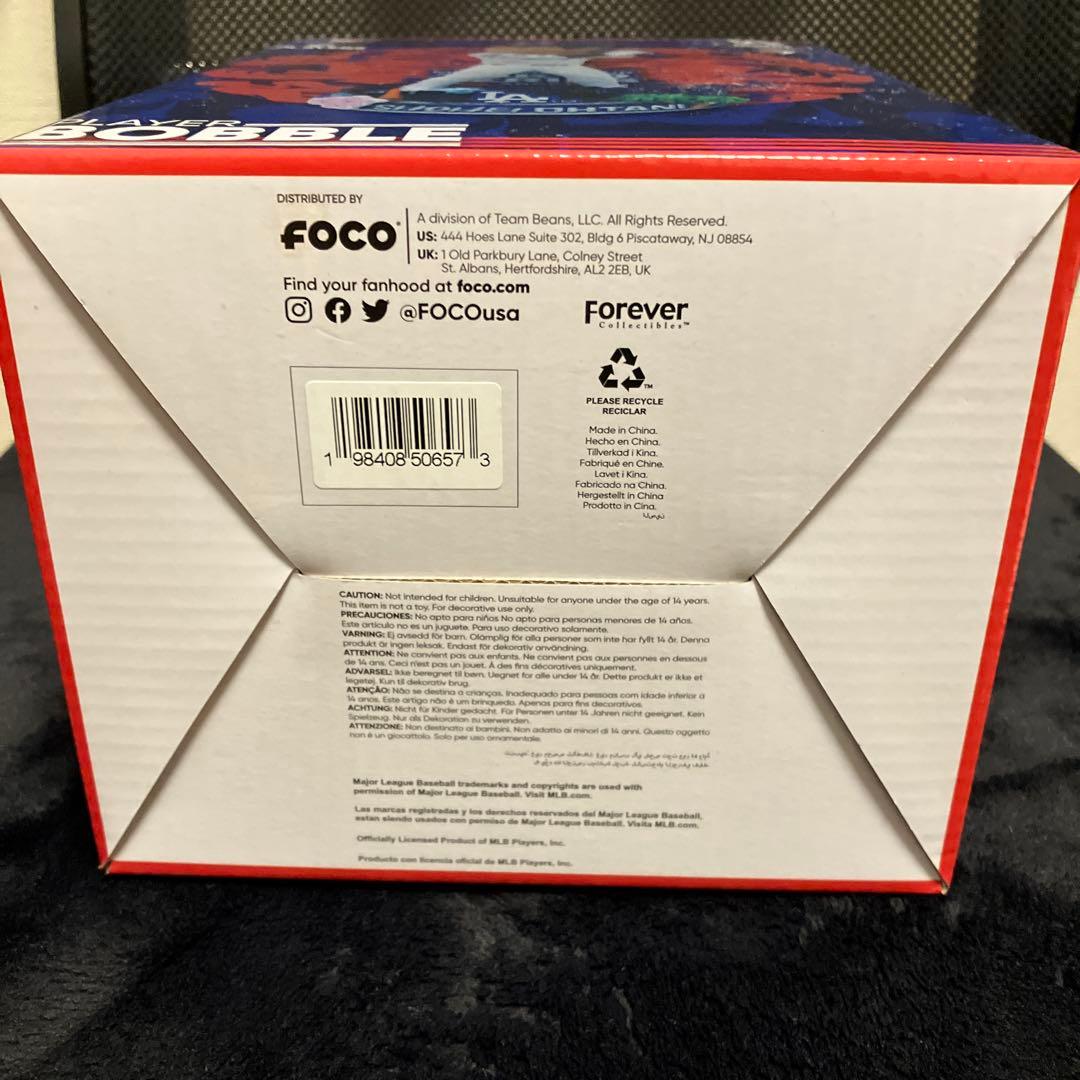 PLAYER
BOBBLE
LA
DISTRIBUTED BY
FOCO
A division of Team Beans, LLC. All Rights Reserved.
US: 444 Hoes Lane Suite 302, Bldg 6 Piscataway, NJ 08854
UK: 1 Old Parkbury Lane, Colney Street
St. Albans, Hertfordshire, AL2 2EB, UK
Find your fanhood at foco.com
@FOCOusa
Forever
Collectibles™
TM
PLEASE RECYCLE
RECICLAR
Made in China.
Hecho en China.
Tillverkad i Kina.
Fabriqué en Chine.
Lavet i Kina.
Fabricado na China.
Hergestellt in China
Prodotto in Cina.
1 98408 50657 3
CAUTION: Not intended for children. Unsuitable for anyone under the age of 14 years.
This item is not a toy. For decorative use only.
PRECAUCIONES: No apto para niños No apto para personas menores de 14 años.
Este artículo no es un juguete. Para uso decorativo solamente.
VARNING: Ej avsedd för barn. Olämplig för alla personer som inte har fyllt 14 år. Denna
produkt är ingen leksak. Endast för dekorativ användning.
ATTENTION: Ne convient pas aux enfants. Ne convient pas aux personnes en dessous
de 14 ans. Ceci n'est pas un jouet. À des fins décoratives uniquement.
ADVARSEL: Ikke beregnet til børn. Uegnet for alle under 14 år. Dette produkt er ikke et
legetøj. Kun til dekorativ brug.
ATENÇÃO: Não se destina a crianças. Inadequado para pessoas com idade inferior a
14 anos. Este artigo não é um brinquedo. Apenas para fins decorativos.
ACHTUNG: Nicht für Kinder gedacht. Für Personen unter 14 Jahren nicht geeignet. Kein
Spielzeug. Nur als Dekoration zu verwenden.
ATTENZIONE: Non destinato ai bambini. Non adatto ai minori di 14 anni. Questo oggetto
non è un giocattolo. Solo per uso ornamentale.
Major League Baseball trademarks and copyrights are used with
permission of Major League Baseball. Visit MLB.com.
Las marcas registradas y los derechos reservados del Major League Baseball,
estan siendo usados con permiso de Major League Baseball. Visita MLB.com.
Officially Licensed Product of MLB Players, Inc.
Producto con licencia oficial de MLB Players, Inc.